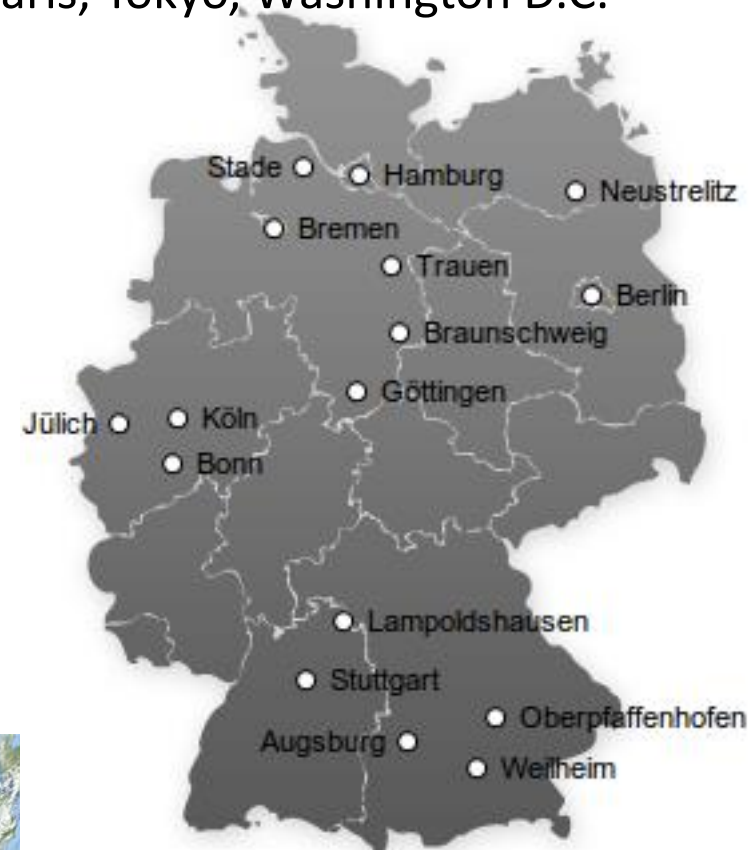 Tokyo, Washington D.C.
Stade
Hamburg
Neustrelitz
Bremen
Trauen
Berlin
Braunschweig
Göttingen
Jülich
Köln
Bonn
Lampoldshausen
Stuttgart
Oberpfaffenhofen
Augsburg
Weilheim